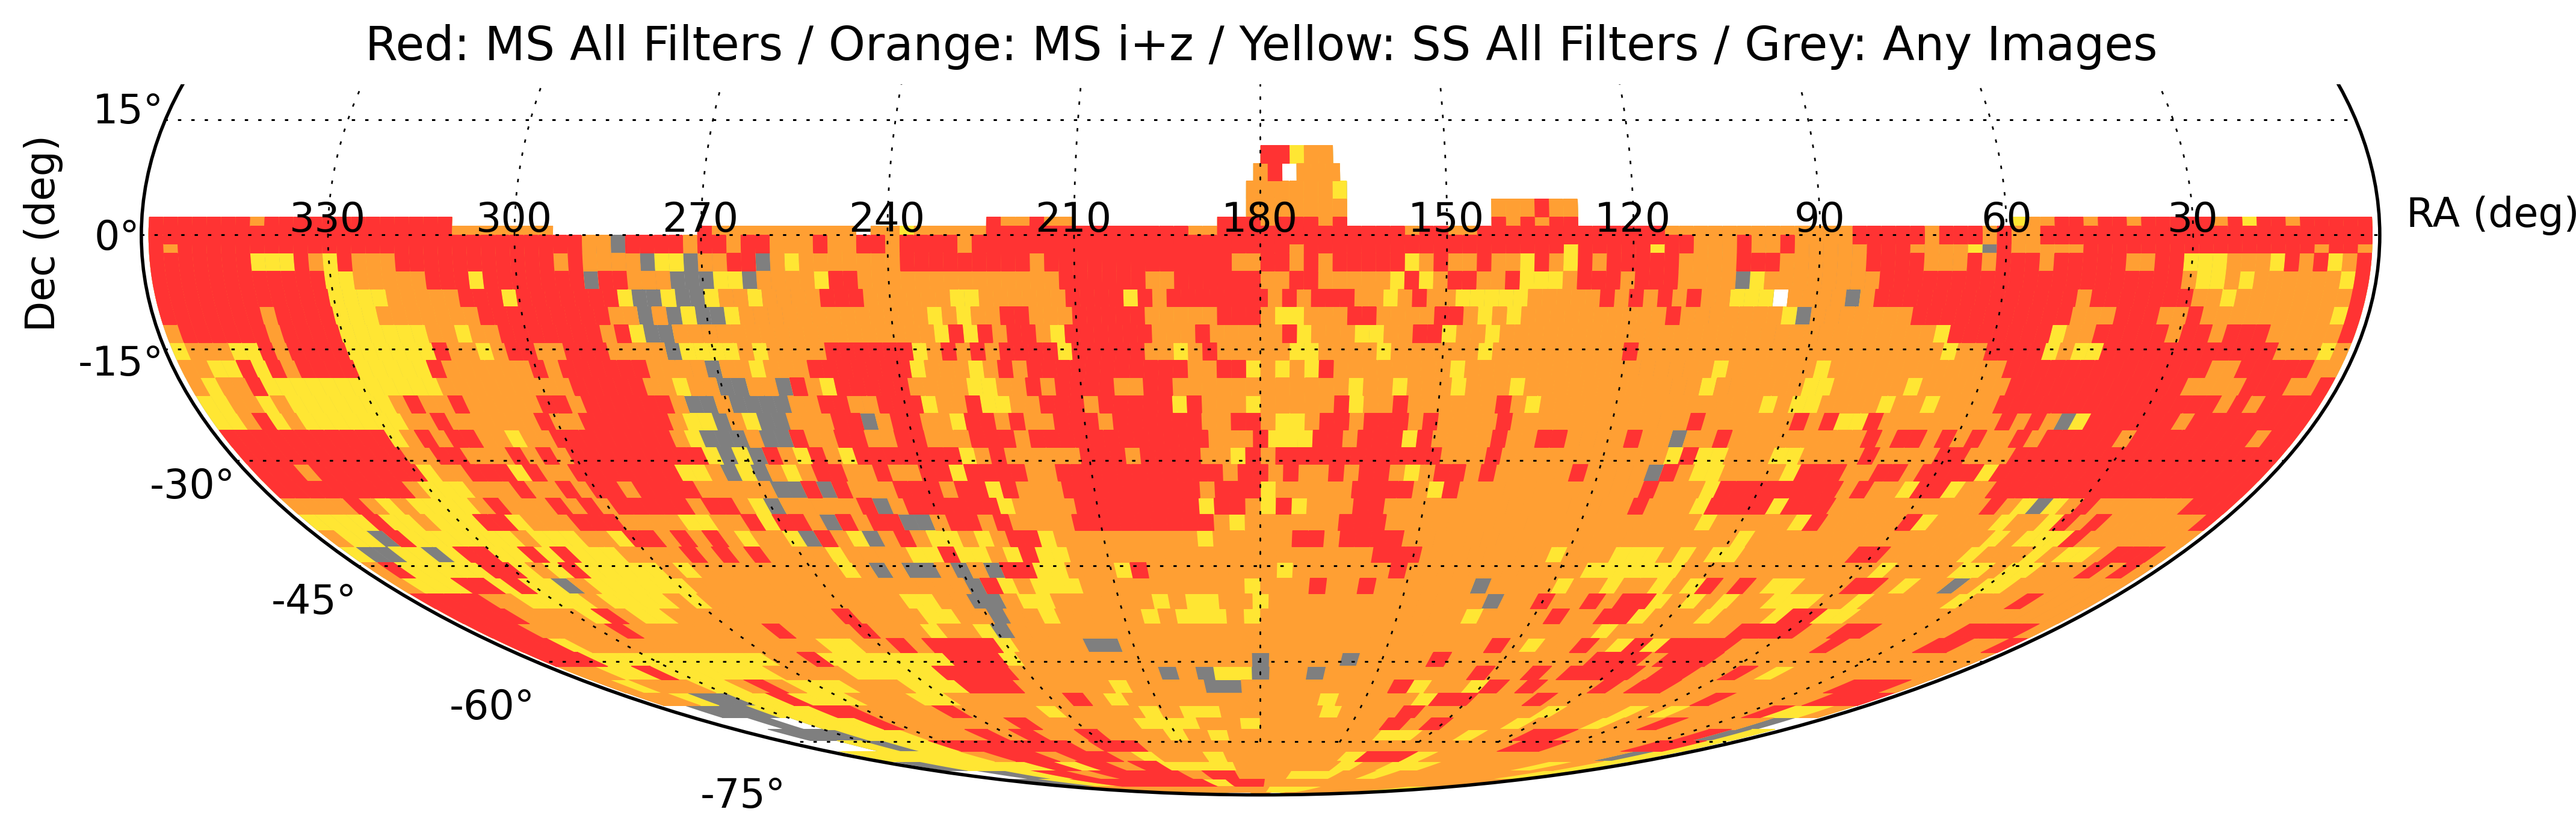 Red: MS All Filters / Orange: MS i+z / Yellow: SS All Filters / Grey: Any Images
15°
330 300 270 240 210 180 150 120 90 60 30 RA (deg)
0°
Dec (deg)
-15°
-30°
-45°
-60°
-75°